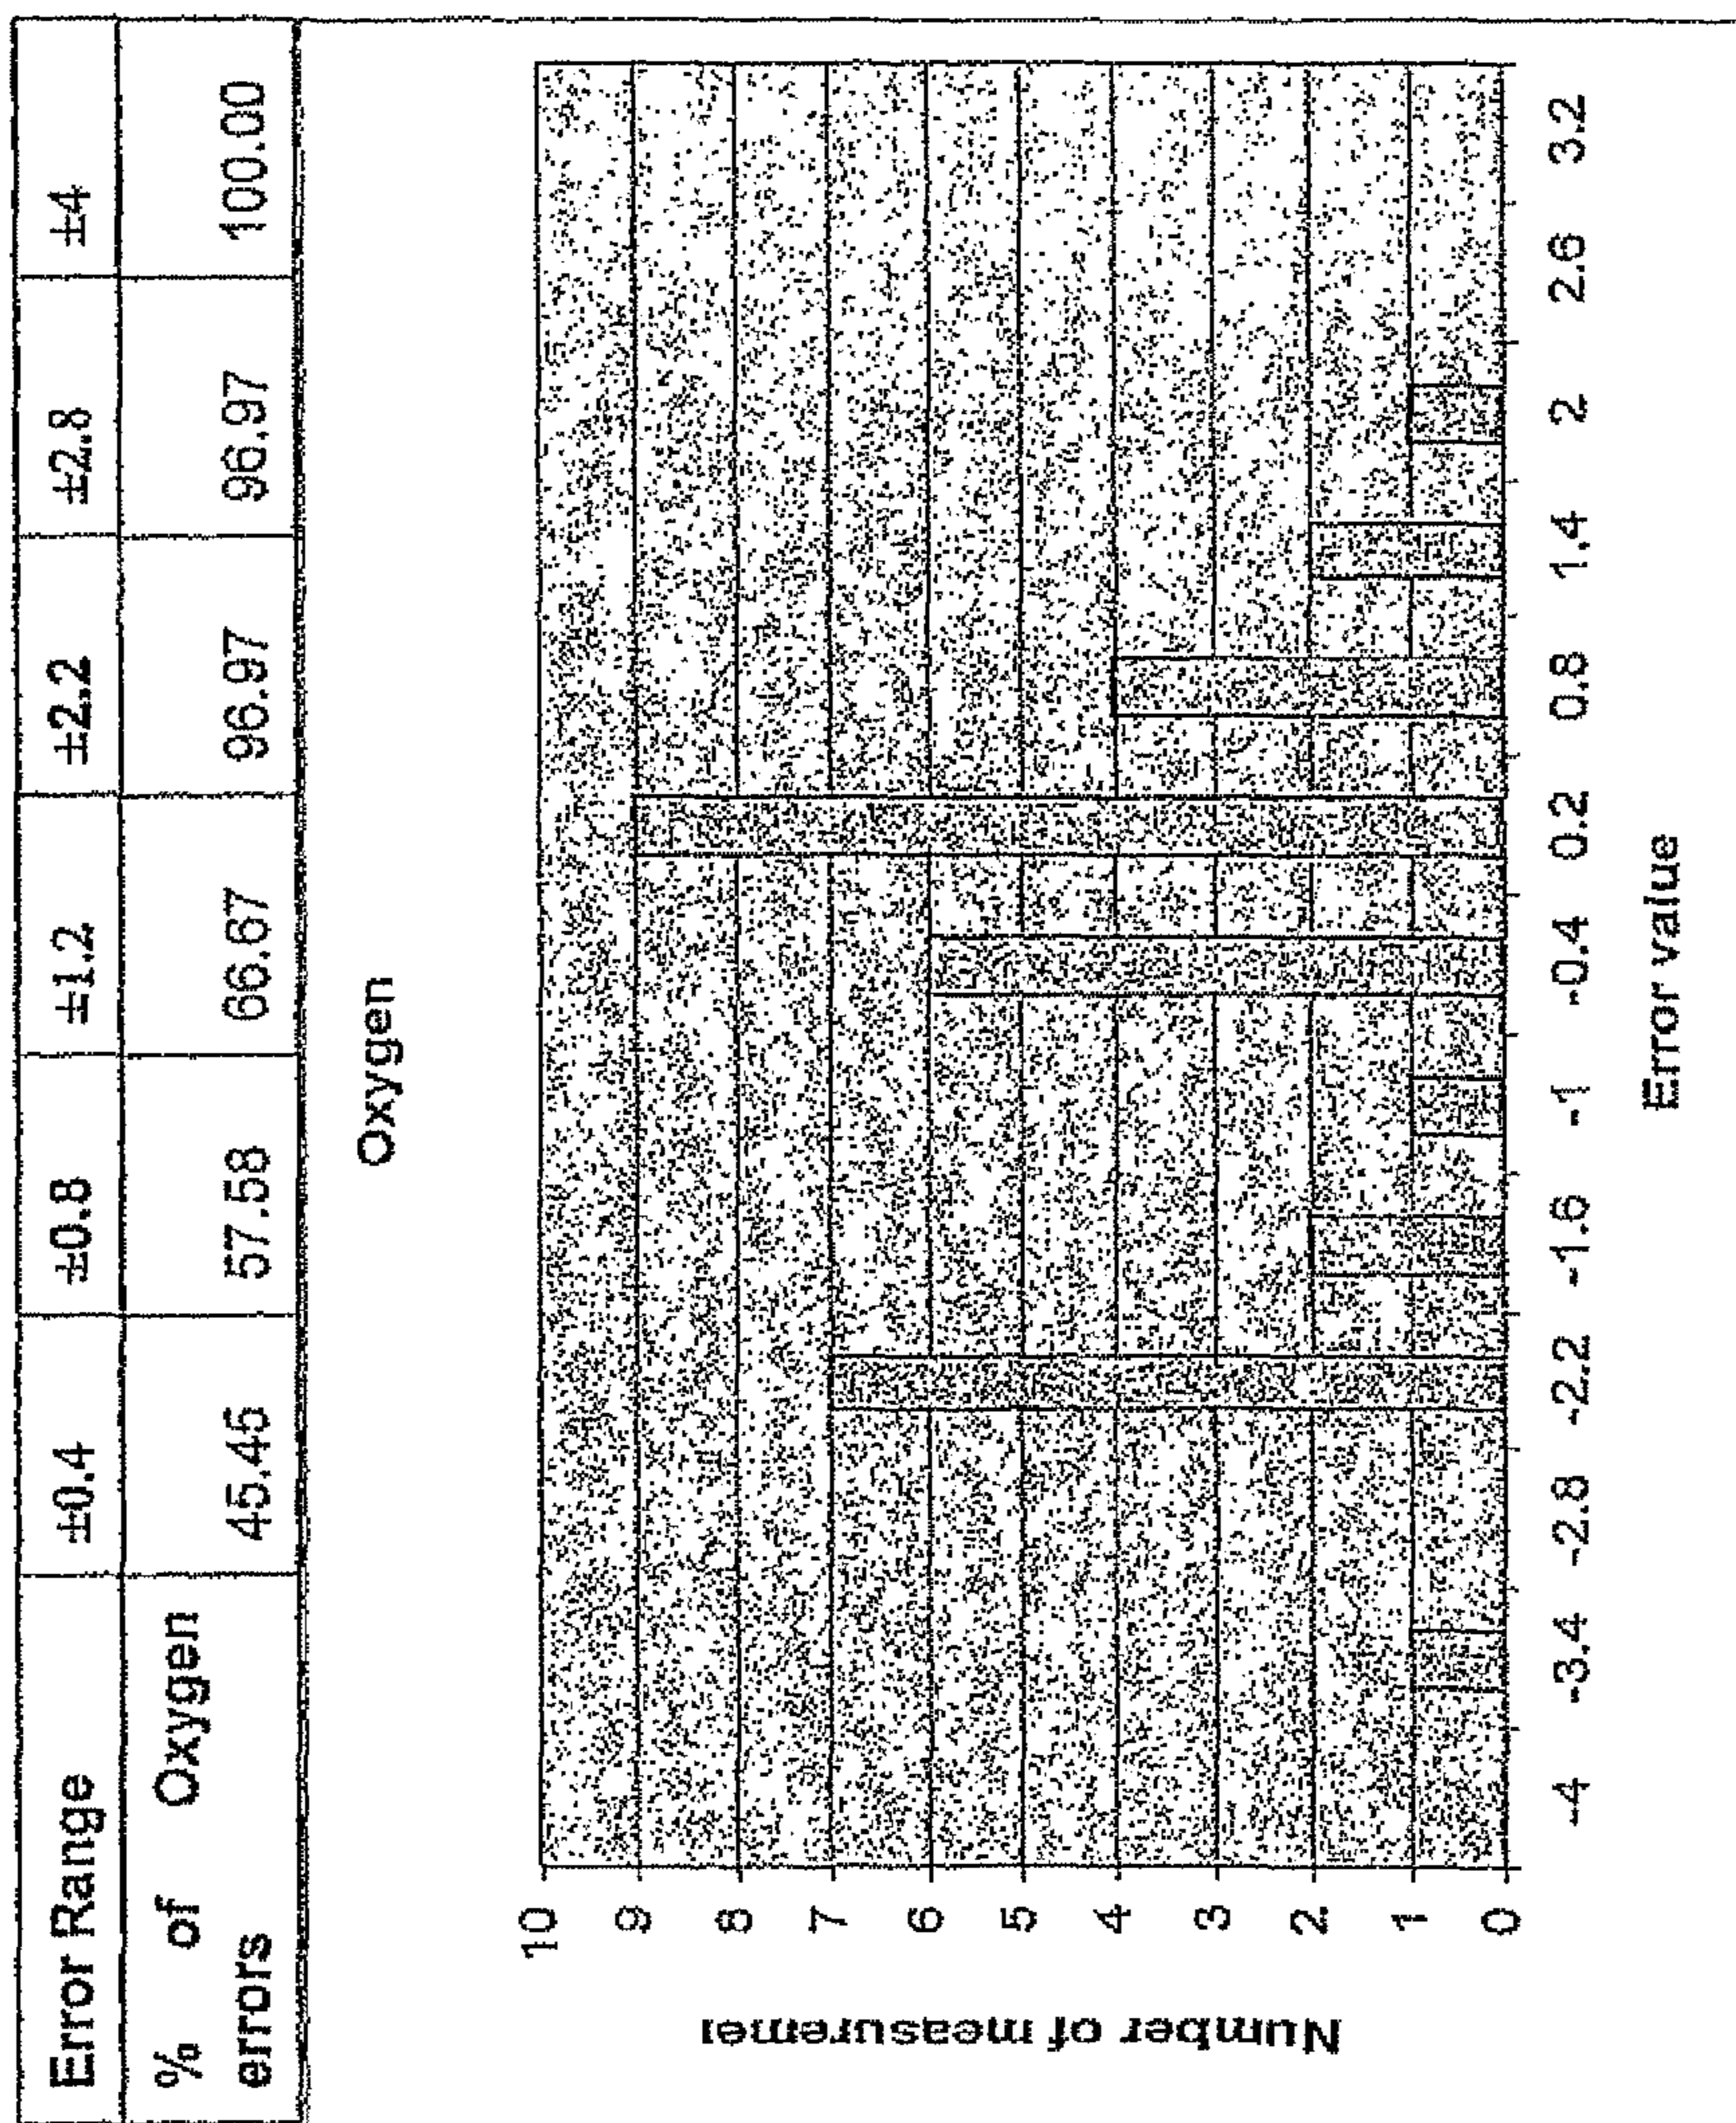 Error Range ±0.4 ±0.8 ±1.2 ±2.2 ±2.8 ±4
% of Oxygen
errors 45.45 57.58 66.67 96.97 96.97 100.00
Oxygen
Number of measuremer
10
9
8
7
6
5
4
3
2
1
0
-4 -3.4 -2.8 -2.2 -1.6 -1 -0.4 0.2 0.8 1.4 2 2.6 3.2
Error value